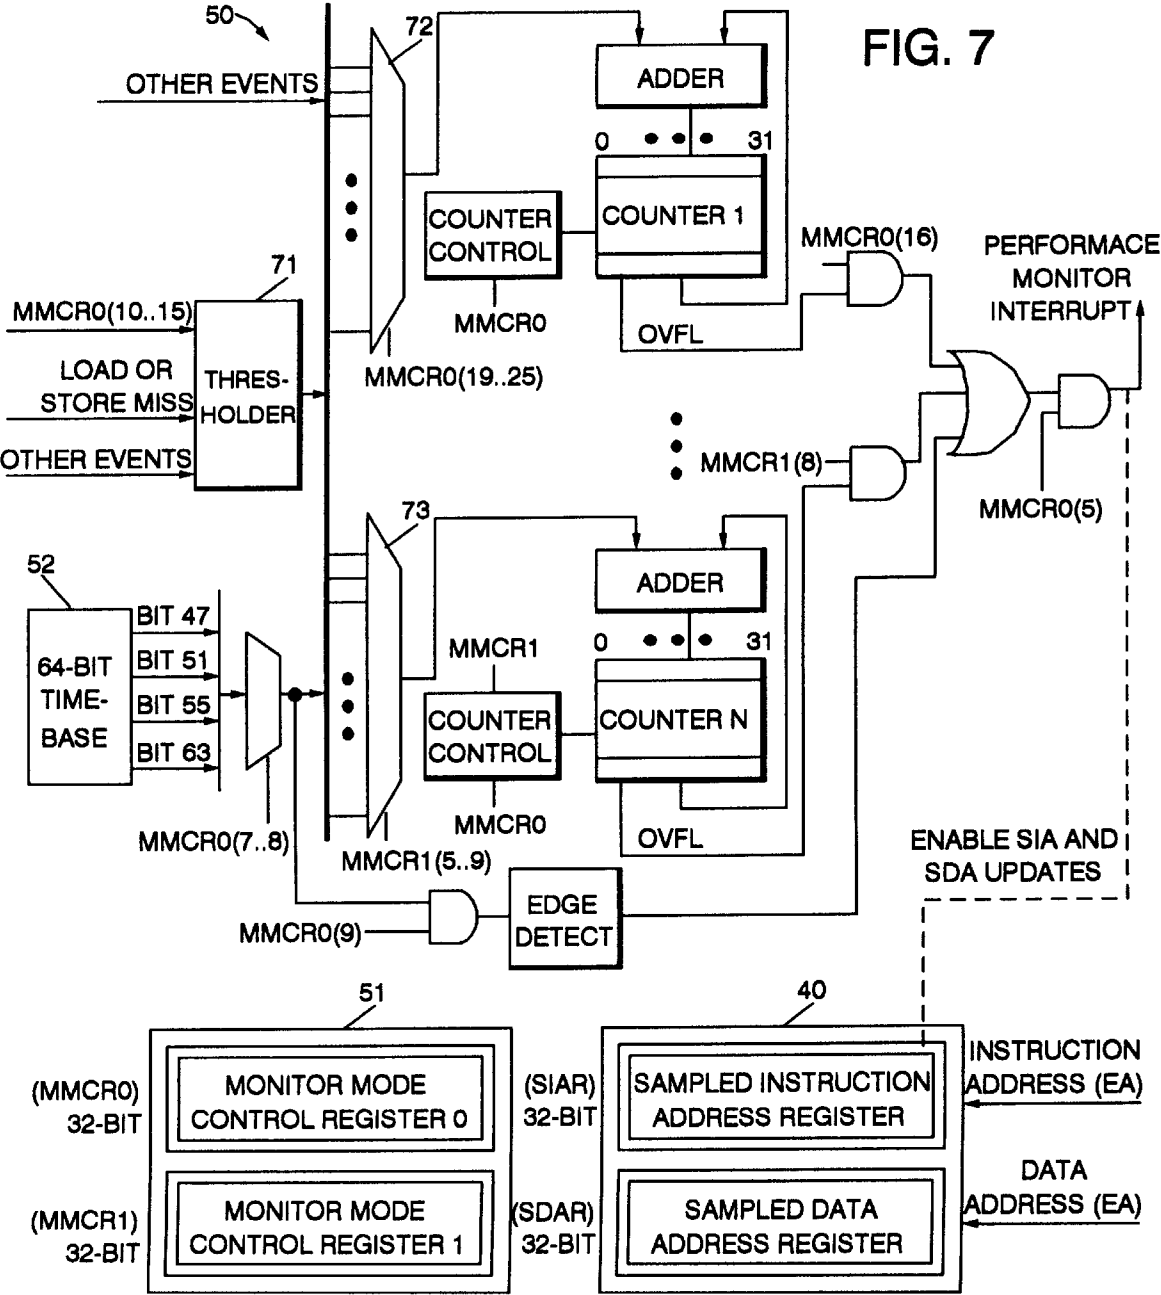 50
72
FIG. 7
OTHER EVENTS
ADDER
0
31
COUNTER
CONTROL
COUNTER 1
MMCR0
OVFL
MMCR0(16)
PERFORMACE
MONITOR
INTERRUPT
71
MMCR0(10..15)
LOAD OR
STORE MISS
OTHER EVENTS
THRES-
HOLDER
MMCR0(19..25)
MMCR1(8)
MMCR0(5)
73
ADDER
0
31
52
64-BIT
TIME-
BASE
BIT 47
BIT 51
BIT 55
BIT 63
MMCR0(7..8)
MMCR1
COUNTER
CONTROL
COUNTER N
MMCR0
OVFL
MMCR1(5..9)
ENABLE SIA AND
SDA UPDATES
MMCR0(9)
EDGE
DETECT
51
(MMCR0)
32-BIT
MONITOR MODE
CONTROL REGISTER 0
(MMCR1)
32-BIT
MONITOR MODE
CONTROL REGISTER 1
40
(SIAR)
32-BIT
SAMPLED INSTRUCTION
ADDRESS REGISTER
INSTRUCTION
ADDRESS (EA)
(SDAR)
32-BIT
SAMPLED DATA
ADDRESS REGISTER
DATA
ADDRESS (EA)